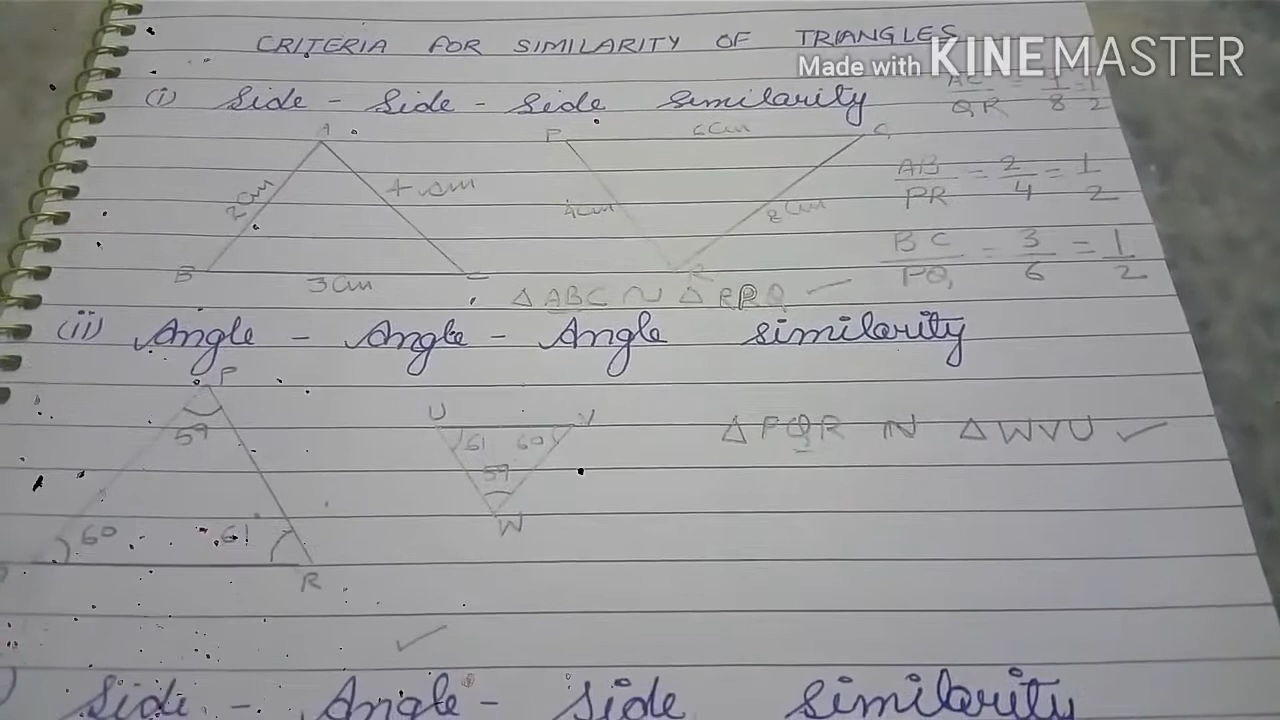 CRITERIA FOR SIMILARITY OF TRIANGLES
Made with KINEMASTER
(i) Side - Side - Side similarity
AC/QR = 4/8 = 1/2
A
P 6cm Q
2cm
4cm
4cm
8cm
AB/PR = 2/4 = 1/2
B
3cm
C
R
BC/PQ = 3/6 = 1/2
Δ ABC ~ Δ RPQ
(ii) Angle - Angle - Angle similarity
P
59
U V
61 60
59
W
Δ PQR ~ Δ WVU
60 61
R
Side - Angle - Side similarity